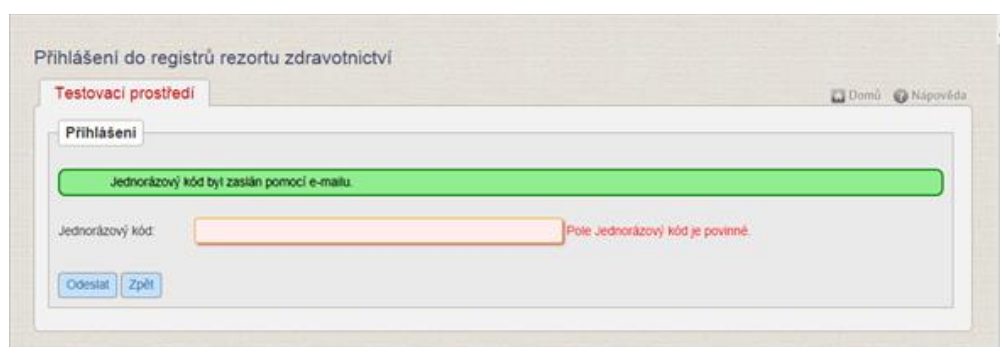 Přihlášení do registrů rezortu zdravotnictví
Testovací prostředí
Domů Nápověda
Přihlášení
Jednorázový kód byl zaslán pomocí e-mailu.
Jednorázový kód: Pole Jednorázový kód je povinné.
Odeslat Zpět